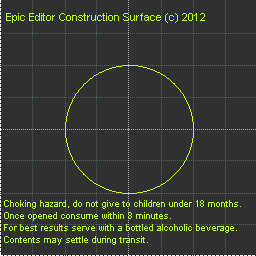 Epic Editor Construction Surface (c) 2012
Choking hazard, do not give to children under 18 months.
Once opened consume within 3 minutes.
For best results serve with a bottled alcoholic beverage.
Contents may settle during transit.